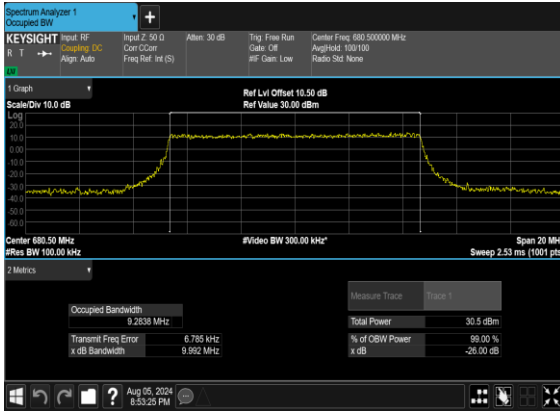 Spectrum Analyzer 1
Occupied BW
+
KEYSIGHT
R T
LV
Input: RF
Coupling: DC
Align: Auto
Input Z: 50 Ω
Corr CCorr
Freq Ref: Int (S)
Atten: 30 dB
Trig: Free Run
Gate: Off
#IF Gain: Low
Center Freq: 680.500000 MHz
Avg|Hold: 100/100
Radio Std: None
1 Graph
Scale/Div 10.0 dB
Ref Lvl Offset 10.50 dB
Ref Value 30.00 dBm
Log
20.0
10.0
0.00
-10.0
-20.0
-30.0
-40.0
-50.0
-60.0
Center 680.50 MHz
#Video BW 300.00 kHz*
Span 20 MH
#Res BW 100.00 kHz
Sweep 2.53 ms (1001 pts
2 Metrics
Measure Trace
Trace 1
Occupied Bandwidth
9.2838 MHz
Total Power
30.5 dBm
Transmit Freq Error
6.785 kHz
% of OBW Power
99.00 %
x dB Bandwidth
9.992 MHz
x dB
-26.00 dB
?
Aug 05, 2024
8:53:25 PM